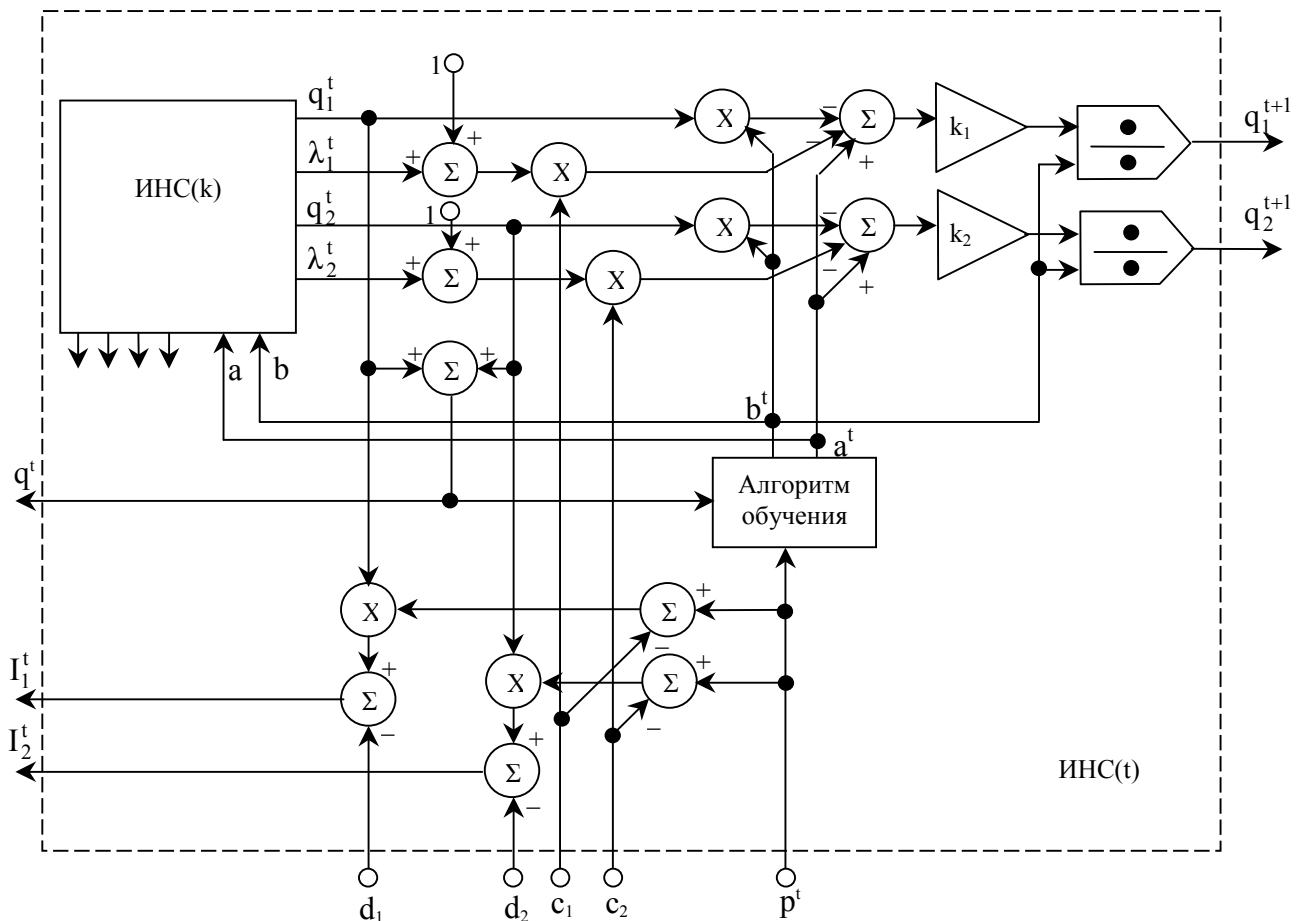 1
q₁ᵗ
λ₁ᵗ
ИНС(k)
q₂ᵗ
λ₂ᵗ
1
+
+
Σ
+
+
Σ
X
X
X
X
−
−
+
Σ
−
−
+
Σ
k₁
k₂
q₁ᵗ⁺¹
q₂ᵗ⁺¹
a
b
+
+
Σ
bᵗ
aᵗ
qᵗ
Алгоритм
обучения
X
Σ
+
−
X
Σ
+
−
I₁ᵗ
Σ
+
−
I₂ᵗ
Σ
+
−
ИНС(t)
d₁
d₂
c₁
c₂
pᵗ